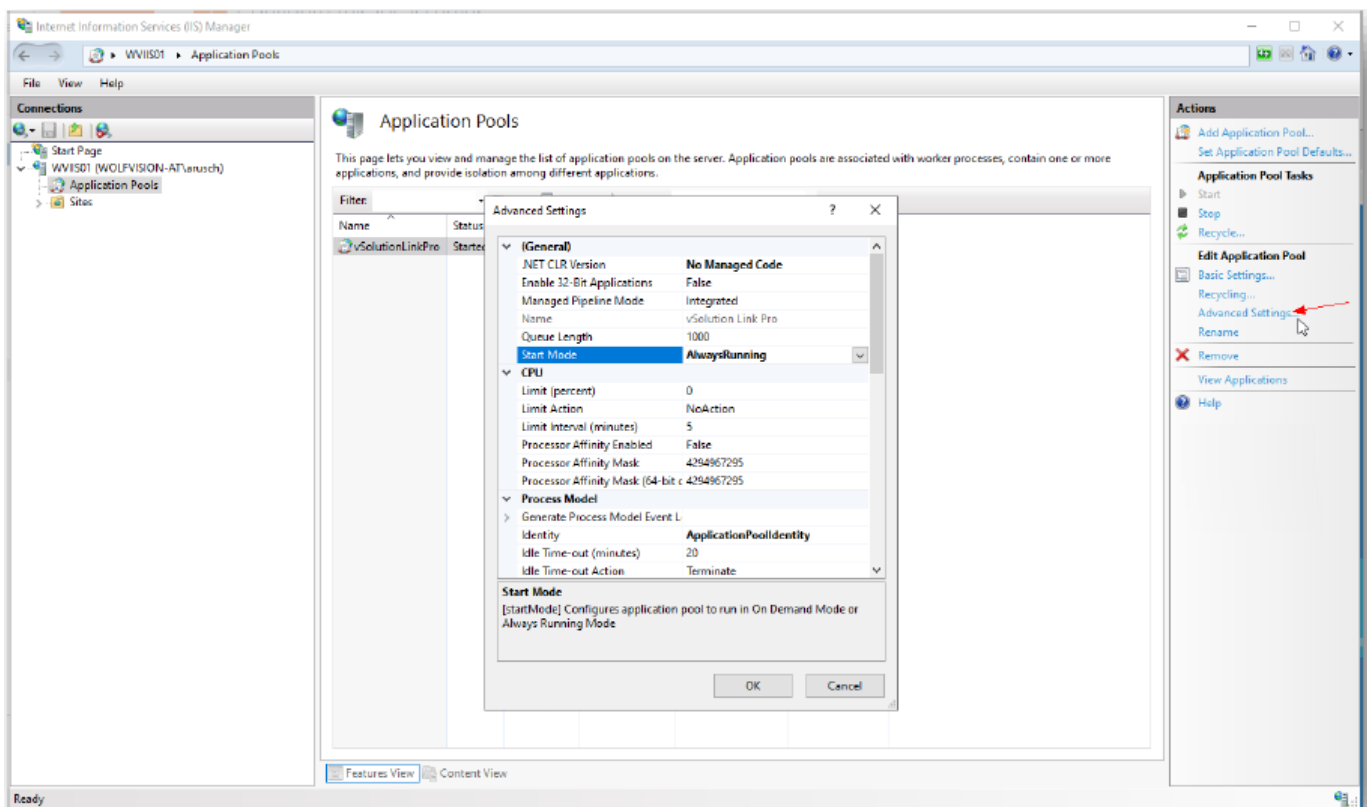 Internet Information Services (IIS) Manager
WVIIS01 Application Pools
File View Help
Connections
Start Page
WVIIS01 (WOLFVISION-AT\arusch)
Application Pools
Sites
Application Pools
This page lets you view and manage the list of application pools on the server. Application pools are associated with worker processes, contain one or more
applications, and provide isolation among different applications.
Filter:
Name Status
vSolutionLinkPro Started
Advanced Settings ?
(General)
.NET CLR Version No Managed Code
Enable 32-Bit Applications False
Managed Pipeline Mode Integrated
Name vSolution Link Pro
Queue Length 1000
Start Mode AlwaysRunning
CPU
Limit (percent) 0
Limit Action NoAction
Limit Interval (minutes) 5
Processor Affinity Enabled False
Processor Affinity Mask 4294967295
Processor Affinity Mask (64-bit c 4294967295
Process Model
Generate Process Model Event L
Identity ApplicationPoolIdentity
Idle Time-out (minutes) 20
Idle Time-out Action Terminate
Start Mode
[startMode] Configures application pool to run in On Demand Mode or
Always Running Mode
OK Cancel
Features View Content View
Actions
Add Application Pool...
Set Application Pool Defaults...
Application Pool Tasks
Start
Stop
Recycle...
Edit Application Pool
Basic Settings...
Recycling...
Advanced Settings...
Rename
Remove
View Applications
Help
Ready